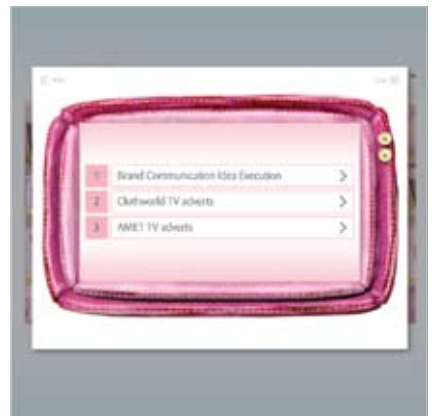 1 Brand Communication Idea Execution
2 Clothworld TV adverts
3 AMET TV adverts